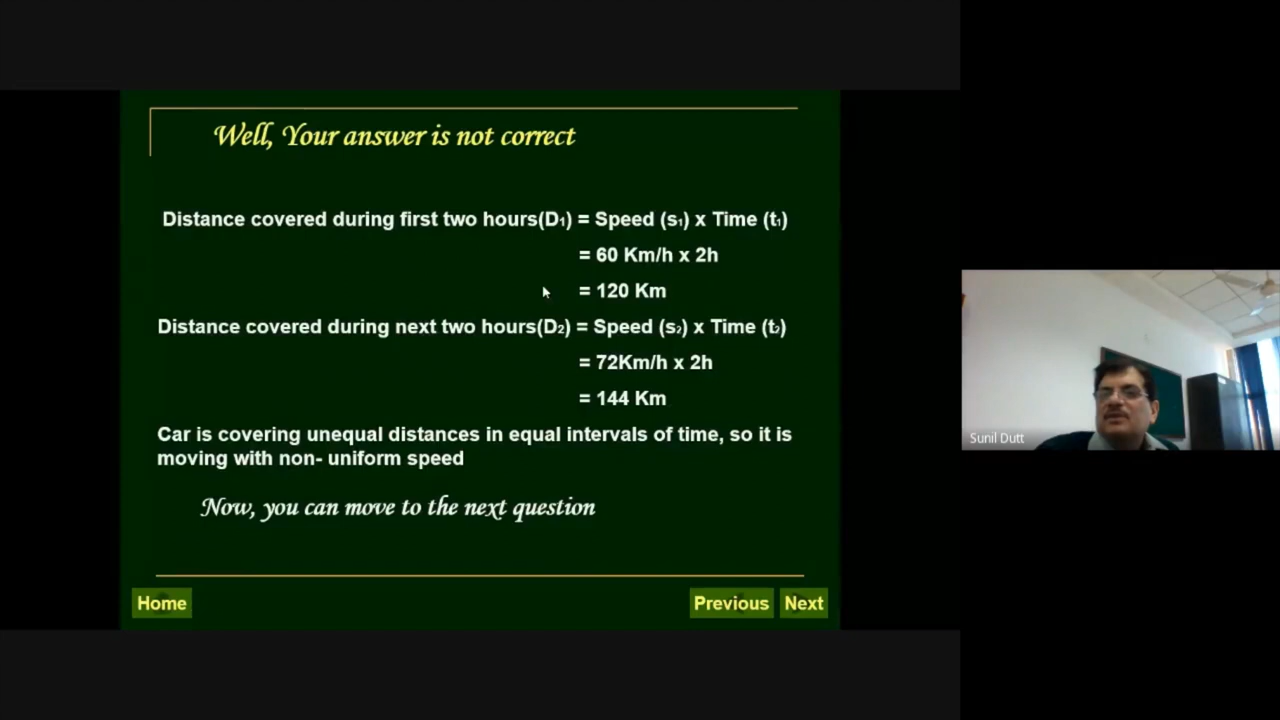 Well, Your answer is not correct
Distance covered during first two hours(D₁) = Speed (s₁) x Time (t₁)
= 60 Km/h x 2h
= 120 Km
Distance covered during next two hours(D₂) = Speed (s₂) x Time (t₂)
= 72Km/h x 2h
= 144 Km
Car is covering unequal distances in equal intervals of time, so it is
moving with non- uniform speed
Now, you can move to the next question
Home
Previous
Next
Sunil Dutt